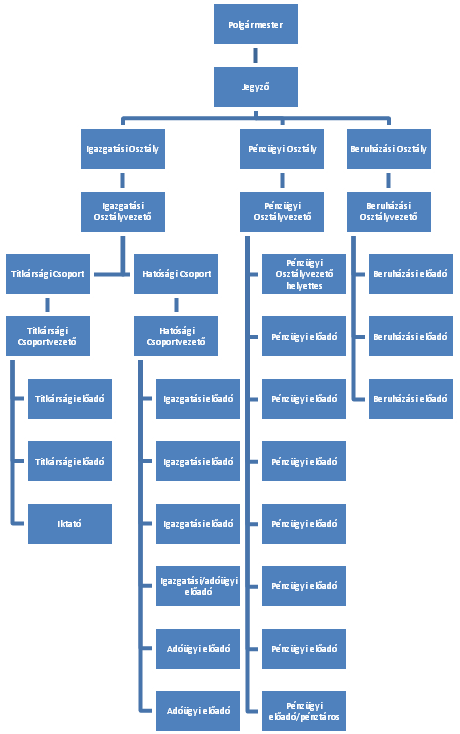 Polgármester
Jegyző
Igazgatási Osztály
Pénzügyi Osztály
Beruházási Osztály
Igazgatási
Osztályvezető
Pénzügyi
Osztályvezető
Beruházási
Osztályvezető
Titkársági Csoport
Hatósági Csoport
Pénzügyi
Osztályvezető
helyettes
Beruházási előadó
Titkársági
Csoportvezető
Hatósági
Csoportvezető
Pénzügyi előadó
Beruházási előadó
Titkársági előadó
Igazgatási előadó
Pénzügyi előadó
Beruházási előadó
Titkársági előadó
Igazgatási előadó
Pénzügyi előadó
Iktató
Igazgatási előadó
Pénzügyi előadó
Igazgatási/adóügyi
előadó
Pénzügyi előadó
Adóügyi előadó
Pénzügyi előadó
Adóügyi előadó
Pénzügyi
előadó/pénztáros